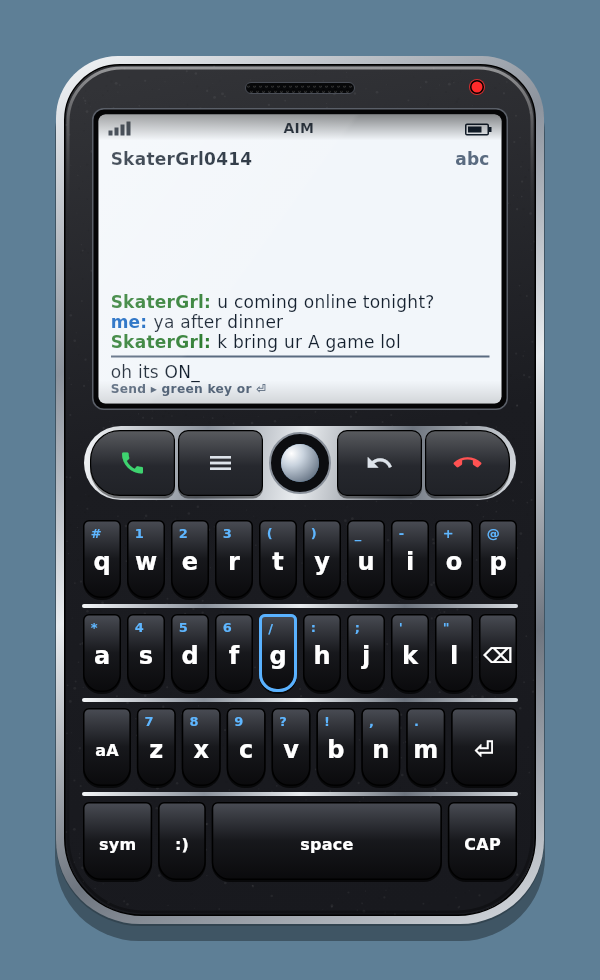 AIM
SkaterGrl0414 abc
SkaterGrl: u coming online tonight?
me: ya after dinner
SkaterGrl: k bring ur A game lol
oh its ON_
Send ▸ green key or ⏎
# 1 2 3 ( ) _ - + @
q w e r t y u i o p
* 4 5 6 / : ; ' "
a s d f g h j k l ⌫
7 8 9 ? ! , .
aA z x c v b n m ⏎
sym :) space CAP